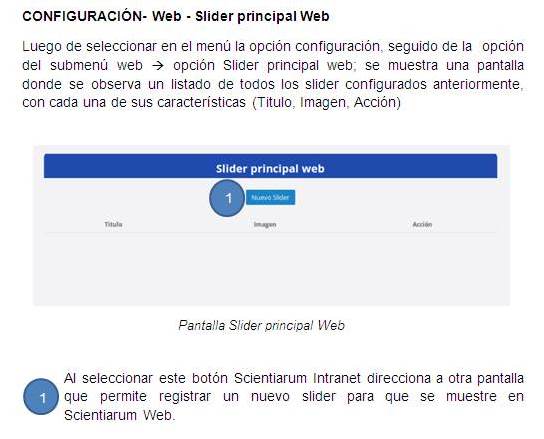 CONFIGURACIÓN- Web - Slider principal Web
Luego de seleccionar en el menú la opción configuración, seguido de la opción
del submenú web → opción Slider principal web; se muestra una pantalla
donde se observa un listado de todos los slider configurados anteriormente,
con cada una de sus características (Titulo, Imagen, Acción)
Slider principal web
1 Nuevo Slider
Titulo Imagen Acción
Pantalla Slider principal Web
Al seleccionar este botón Scientiarum Intranet direcciona a otra pantalla
1 que permite registrar un nuevo slider para que se muestre en
Scientiarum Web.